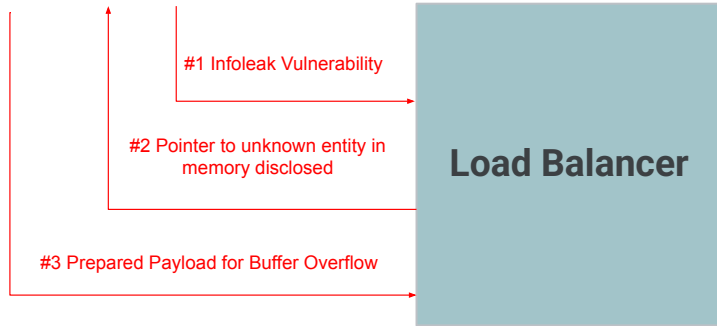 #1 Infoleak Vulnerability
#2 Pointer to unknown entity in
memory disclosed
Load Balancer
#3 Prepared Payload for Buffer Overflow